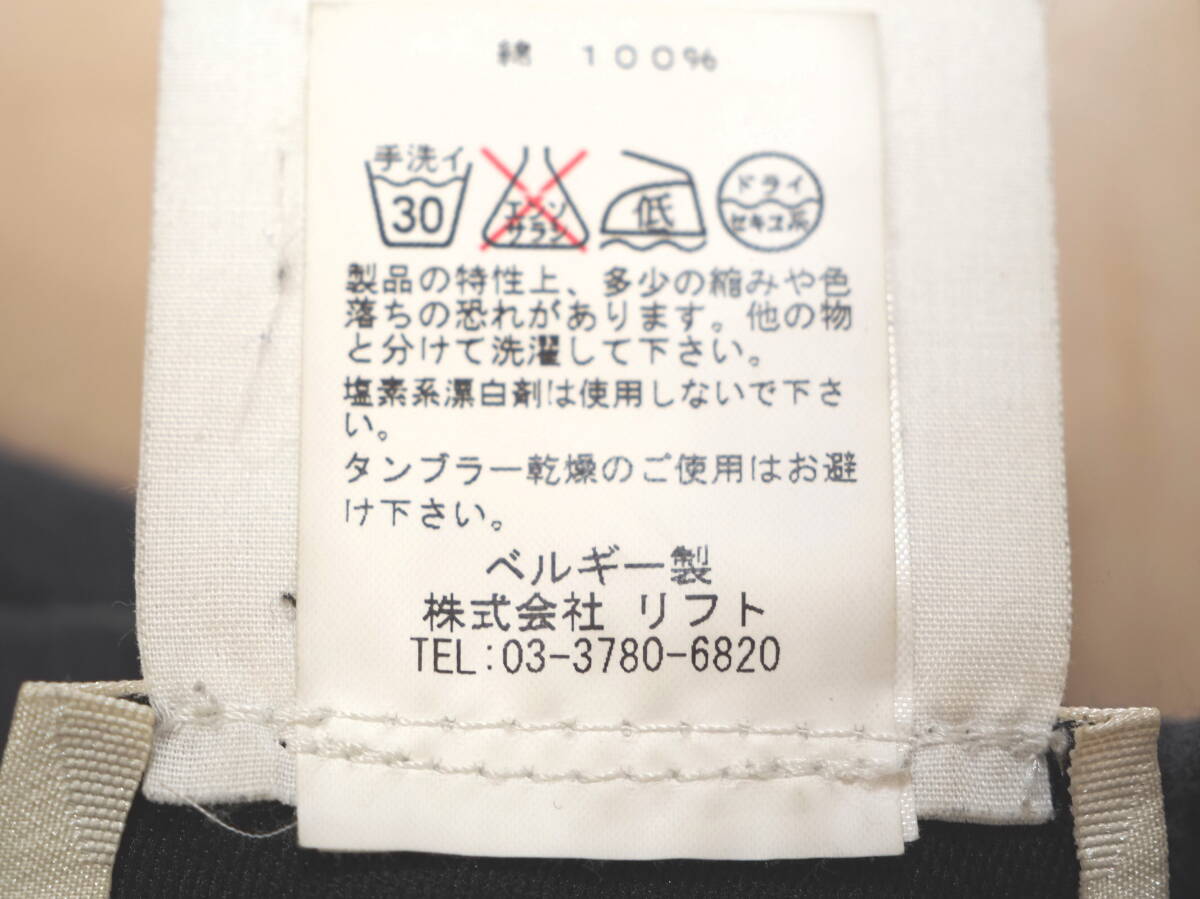 綿 100%
手洗イ エンソ 低 ドライ
30 サラシ セキユ系
製品の特性上、多少の縮みや色
落ちの恐れがあります。他の物
と分けて洗濯して下さい。
塩素系漂白剤は使用しないで下さ
い。
タンブラー乾燥のご使用はお避
け下さい。
ベルギー製
株式会社 リフト
TEL:03-3780-6820